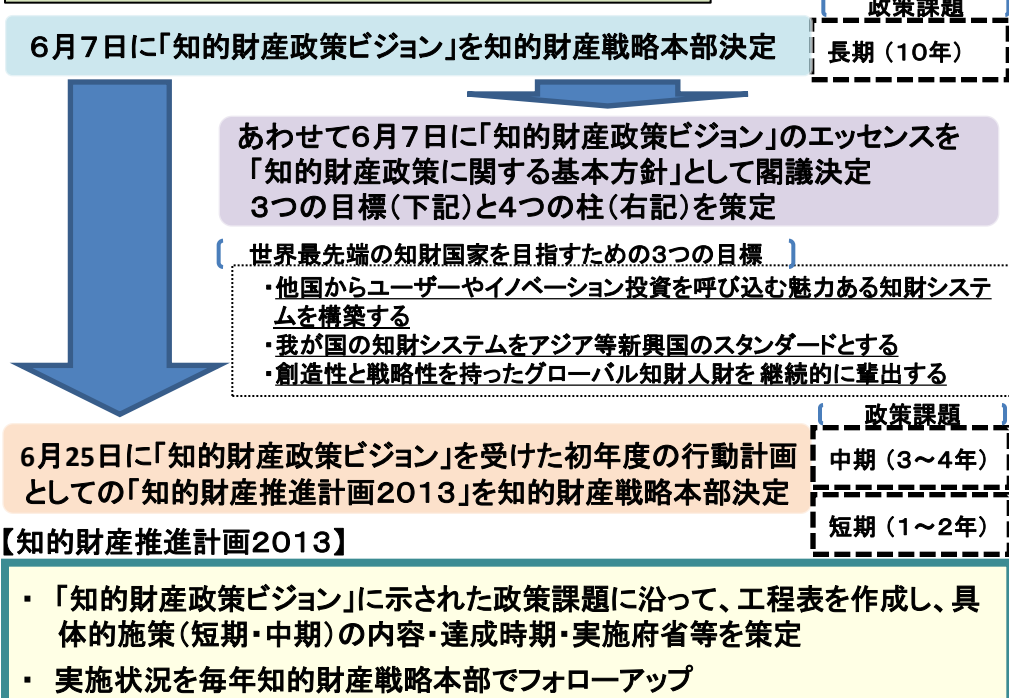 政策課題
6月7日に「知的財産政策ビジョン」を知的財産戦略本部決定
長期（10年）
あわせて6月7日に「知的財産政策ビジョン」のエッセンスを
「知的財産政策に関する基本方針」として閣議決定
3つの目標（下記）と4つの柱（右記）を策定
世界最先端の知財国家を目指すための3つの目標
・他国からユーザーやイノベーション投資を呼び込む魅力ある知財システ
ムを構築する
・我が国の知財システムをアジア等新興国のスタンダードとする
・創造性と戦略性を持ったグローバル知財人財を 継続的に輩出する
政策課題
6月25日に「知的財産政策ビジョン」を受けた初年度の行動計画
としての「知的財産推進計画2013」を知的財産戦略本部決定
中期（3～4年）
短期（1～2年）
【知的財産推進計画2013】
・ 「知的財産政策ビジョン」に示された政策課題に沿って、工程表を作成し、具
体的施策（短期・中期）の内容・達成時期・実施府省等を策定
・ 実施状況を毎年知的財産戦略本部でフォローアップ